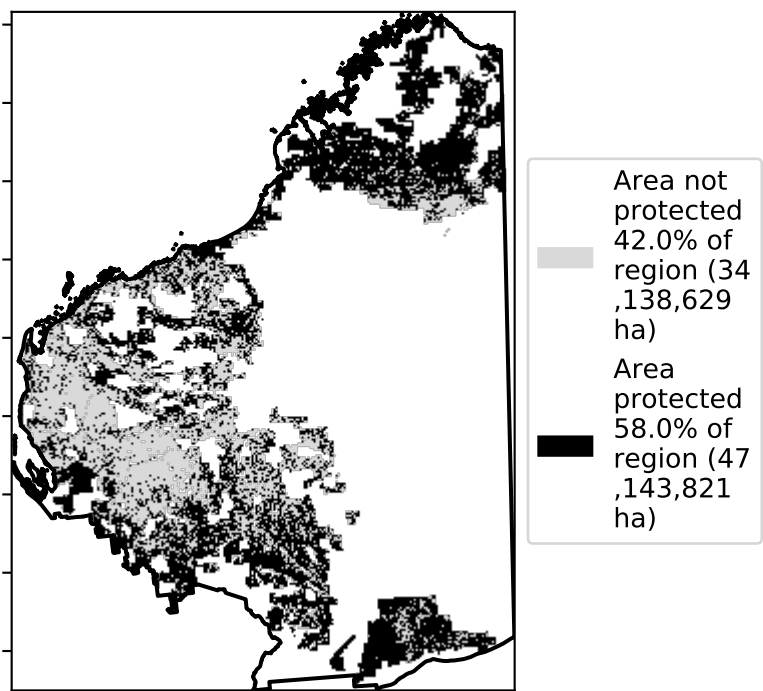 Area not
protected
42.0% of
region (34
,138,629
ha)
Area
protected
58.0% of
region (47
,143,821
ha)